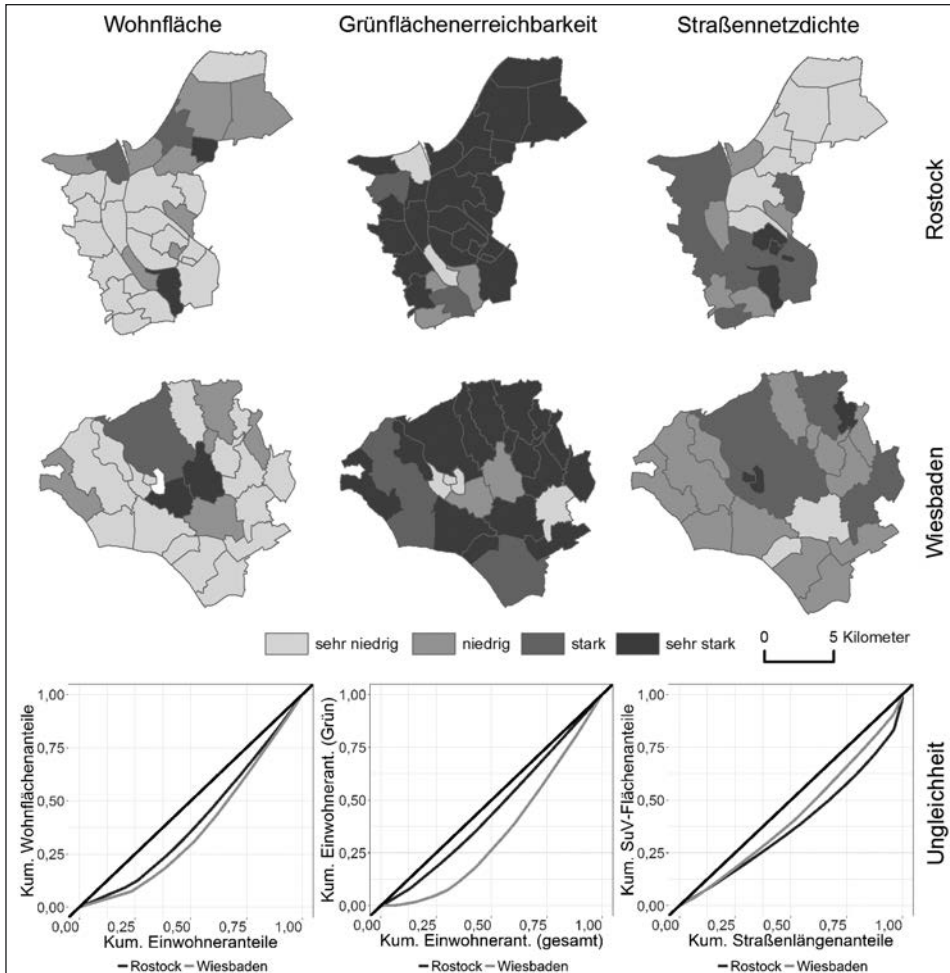 Wohnfläche
Grünflächenerreichbarkeit
Straßennetzdichte
Rostock
Wiesbaden
sehr niedrig
niedrig
stark
sehr stark
0
5 Kilometer
Ungleichheit
Kum. Wohnflächenanteile
1,00
0,75
0,50
0,25
0,00
0,00
0,25
0,50
0,75
1,00
Kum. Einwohneranteile
Rostock
Wiesbaden
Kum. Einwohnerant. (Grün)
1,00
0,75
0,50
0,25
0,00
0,00
0,25
0,50
0,75
1,00
Kum. Einwohnerant. (gesamt)
Rostock
Wiesbaden
Kum. SuV-Flächenanteile
1,00
0,75
0,50
0,25
0,00
0,00
0,25
0,50
0,75
1,00
Kum. Straßenlängenanteile
Rostock
Wiesbaden